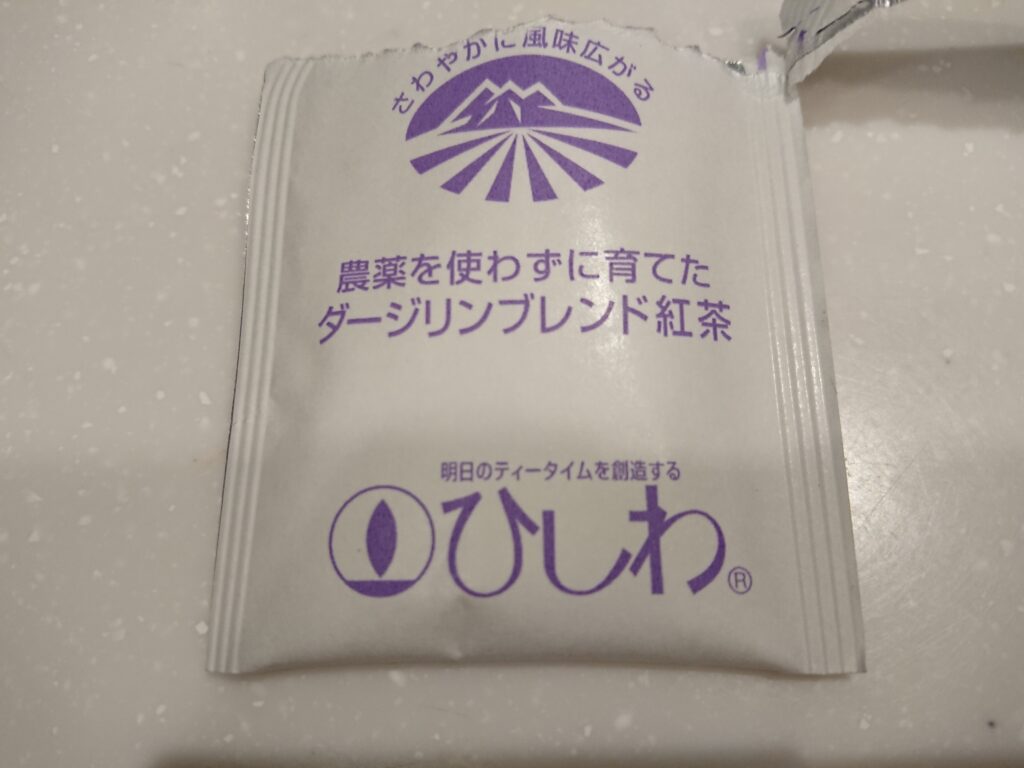 さわやかに風味広がる
農薬を使わずに育てた
ダージリンブレンド紅茶
明日のティータイムを創造する
ひしわ®